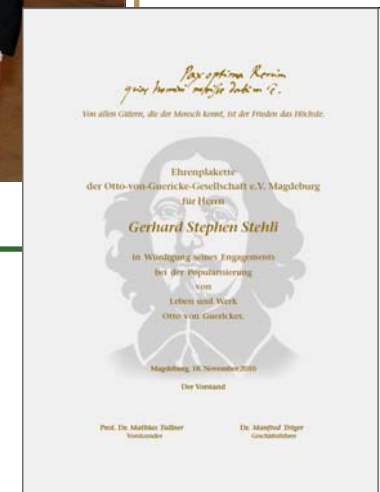 Pax optima Rerum
quas homini novisse datum ē.
Von allen Gütern, die der Mensch kennt, ist der Frieden das Höchste.
Ehrenplakette
der Otto-von-Guericke-Gesellschaft e.V. Magdeburg
für Herrn
Gerhard Stephen Stehli
in Würdigung seines Engagements
bei der Popularisierung
von
Leben und Werk
Otto von Guerickes.
Magdeburg, 18. November 2010
Der Vorstand
Prof. Dr. Mathias Tullner
Vorsitzender
Dr. Manfred Tröger
Geschäftsführer